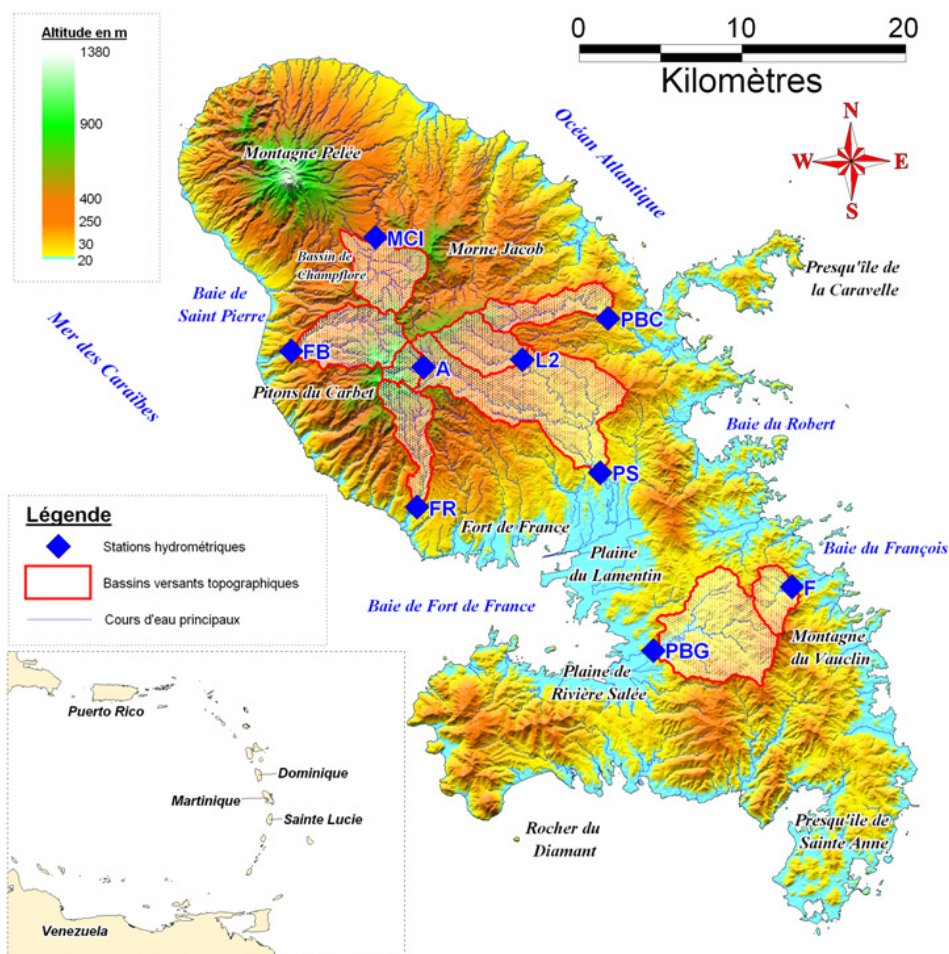 Altitude en m
1380
900
400
250
30
20
0
10
20
Kilomètres
N
W
E
S
Océan Atlantique
Montagne Pelée
MCI
Morne Jacob
Bassin de
Champflore
Presqu'île de
la Caravelle
Baie de
Saint Pierre
Mer des Caraïbes
PBC
FB
A
L2
Pitons du Carbet
Baie du Robert
PS
FR
Fort de France
Plaine
du Lamentin
Baie du François
Légende
Stations hydrométriques
Bassins versants topographiques
Cours d'eau principaux
F
Baie de Fort de France
PBG
Montagne
du Vauclin
Plaine de
Rivière Salée
Puerto Rico
Dominique
Martinique
Sainte Lucie
Venezuela
Rocher du
Diamant
Presqu'île de
Sainte Anne